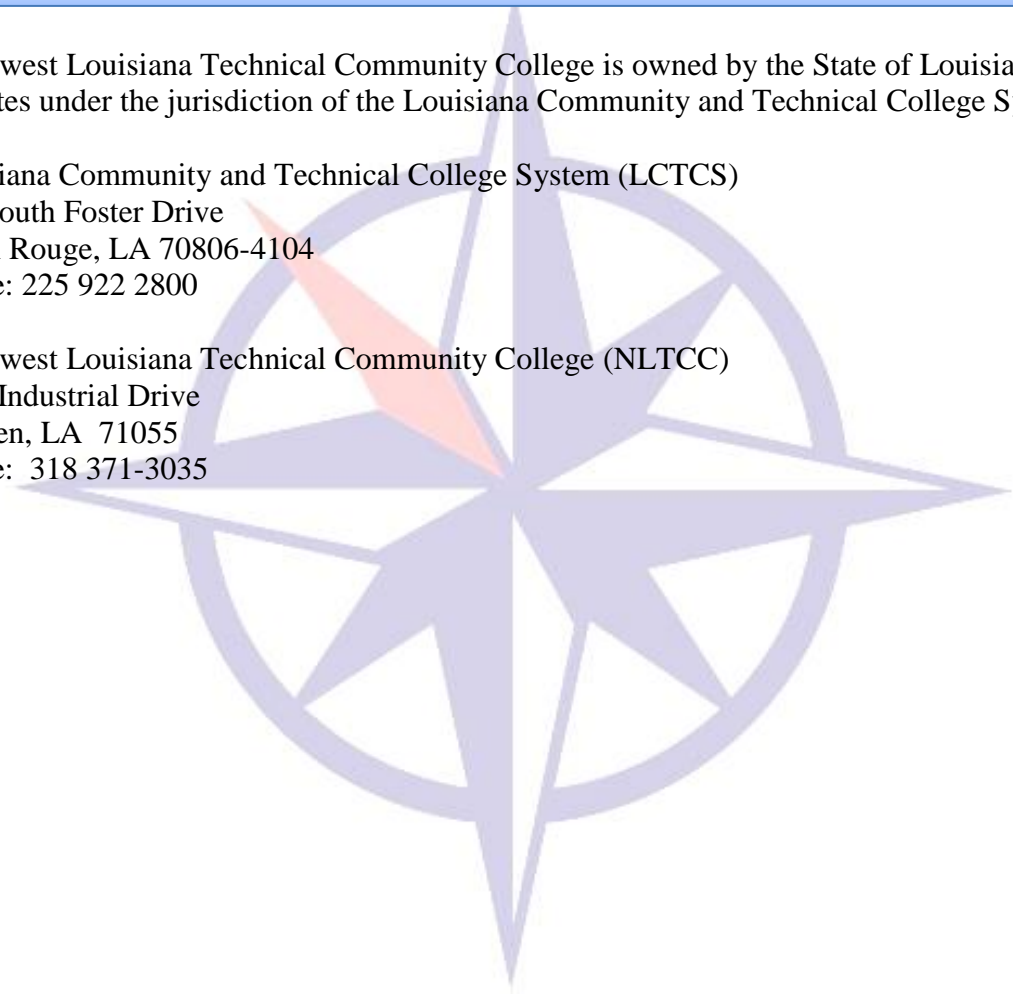 west Louisiana Technical Community College is owned by the State of Louisia
tes under the jurisdiction of the Louisiana Community and Technical College S
iana Community and Technical College System (LCTCS)
outh Foster Drive
Rouge, LA 70806-4104
e: 225 922 2800
west Louisiana Technical Community College (NLTCC)
Industrial Drive
en, LA 71055
e: 318 371-3035